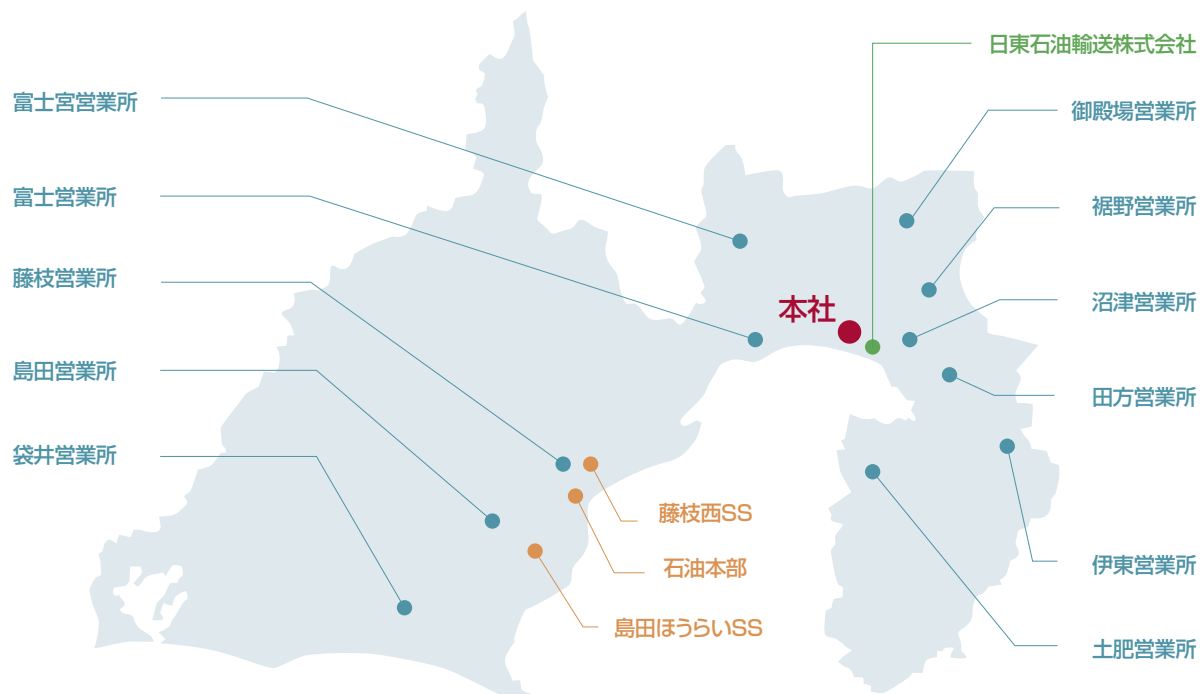 日東石油輸送株式会社
富士宮営業所
御殿場営業所
富士営業所
裾野営業所
藤枝営業所
本社
沼津営業所
島田営業所
田方営業所
袋井営業所
藤枝西SS
石油本部
伊東営業所
島田ほうらいSS
土肥営業所